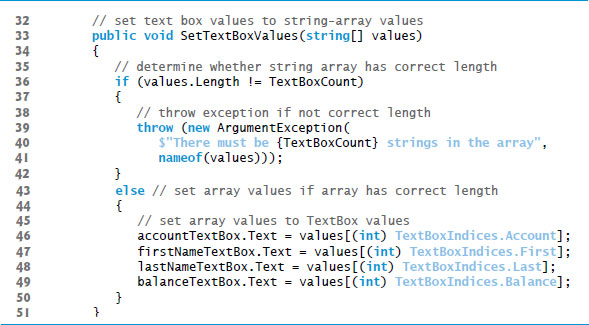 32 // set text box values to string-array values
33 public void SetTextBoxValues(string[] values)
34 {
35 // determine whether string array has correct length
36 if (values.Length != TextBoxCount)
37 {
38 // throw exception if not correct length
39 throw (new ArgumentException(
40 $"There must be {TextBoxCount} strings in the array",
41 nameof(values)));
42 }
43 else // set array values if array has correct length
44 {
45 // set array values to TextBox values
46 accountTextBox.Text = values[(int) TextBoxIndices.Account];
47 firstNameTextBox.Text = values[(int) TextBoxIndices.First];
48 lastNameTextBox.Text = values[(int) TextBoxIndices.Last];
49 balanceTextBox.Text = values[(int) TextBoxIndices.Balance];
50 }
51 }